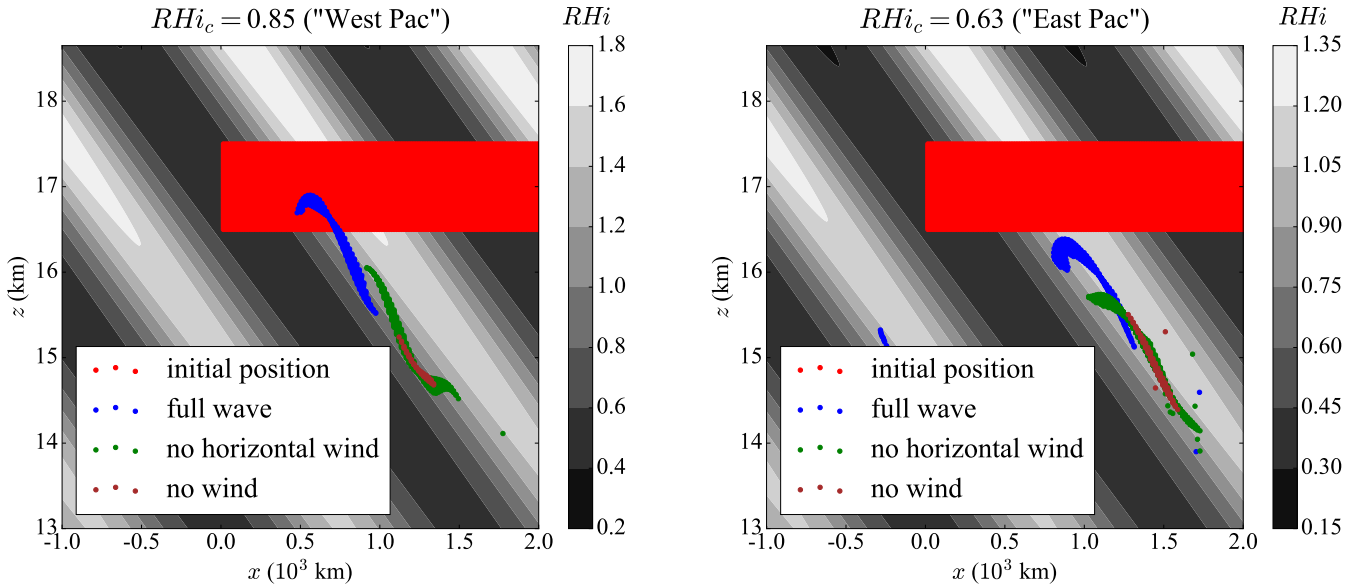 RHi_c = 0.85 ("West Pac")
RHi
1.8
1.6
1.4
1.2
1.0
0.8
0.6
0.4
0.2
18
17
16
15
14
13
z (km)
initial position
full wave
no horizontal wind
no wind
-1.0 -0.5 0.0 0.5 1.0 1.5 2.0
x (10³ km)
RHi_c = 0.63 ("East Pac")
RHi
1.35
1.20
1.05
0.90
0.75
0.60
0.45
0.30
0.15
18
17
16
15
14
13
z (km)
initial position
full wave
no horizontal wind
no wind
-1.0 -0.5 0.0 0.5 1.0 1.5 2.0
x (10³ km)